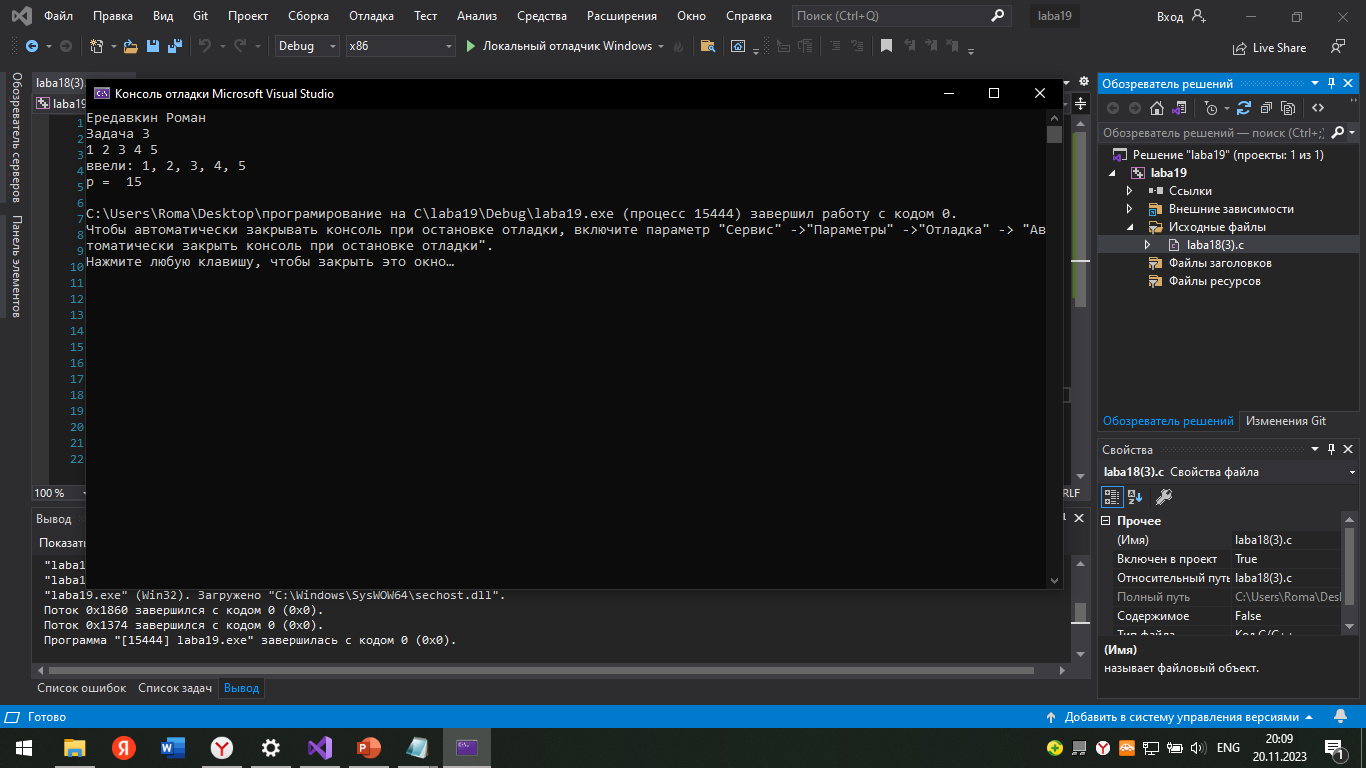 Файл Правка Вид Git Проект Сборка Отладка Тест Анализ Средства Расширения Окно Справка Поиск (Ctrl+Q) laba19 Вход
Debug x86 Локальный отладчик Windows Live Share
Обозреватель серверов
Панель элементов
laba18(3).
laba19
1
2
3
4
5
6
7
8
9
10
11
12
13
14
15
16
17
18
19
20
21
22
100 %
RLF
Консоль отладки Microsoft Visual Studio
Ередавкин Роман
Задача 3
1 2 3 4 5
ввели: 1, 2, 3, 4, 5
p =  15
C:\Users\Roma\Desktop\програмирование на С\laba19\Debug\laba19.exe (процесс 15444) завершил работу с кодом 0.
Чтобы автоматически закрывать консоль при остановке отладки, включите параметр "Сервис" ->"Параметры" ->"Отладка" -> "Ав
томатически закрыть консоль при остановке отладки".
Нажмите любую клавишу, чтобы закрыть это окно…
Вывод
Показать
"laba1
"laba1
"laba19.exe" (Win32). Загружено "C:\Windows\SysWOW64\sechost.dll".
Поток 0x1860 завершился с кодом 0 (0x0).
Поток 0x1374 завершился с кодом 0 (0x0).
Программа "[15444] laba19.exe" завершилась с кодом 0 (0x0).
Список ошибок Список задач Вывод
Обозреватель решений
Обозреватель решений — поиск (Ctrl+;)
Решение "laba19" (проекты: 1 из 1)
laba19
Ссылки
Внешние зависимости
Исходные файлы
laba18(3).c
Файлы заголовков
Файлы ресурсов
Обозреватель решений Изменения Git
Свойства
laba18(3).c Свойства файла
Прочее
(Имя) laba18(3).c
Включен в проект True
Относительный путь laba18(3).c
Полный путь C:\Users\Roma\Desl
Содержимое False
Тип файла Код C/C++
(Имя)
называет файловый объект.
Готово Добавить в систему управления версиями
ENG 20:09
20.11.2023
1